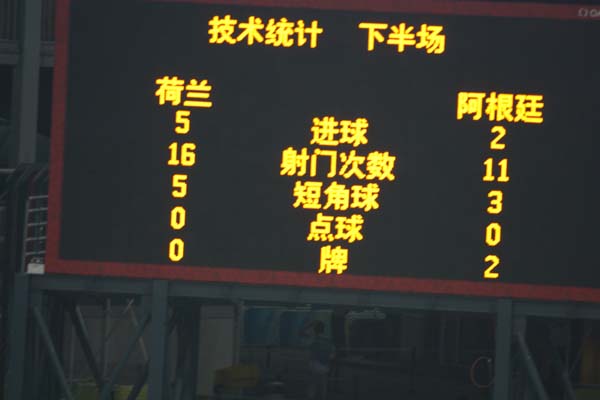 技术统计 下半场
荷兰 阿根廷
5 进球 2
16 射门次数 11
5 短角球 3
0 点球 0
0 牌 2